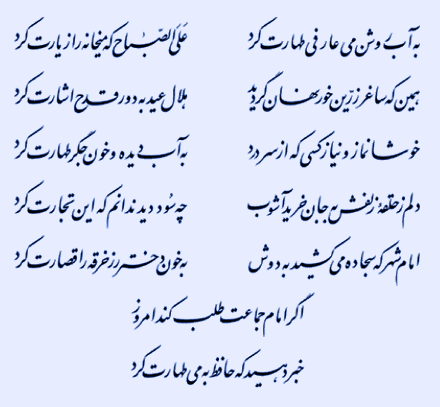 به آب روشن می عارفی طهارت کرد علی الصّباح که میخانه را زیارت کرد
همین که ساغر زرین خور نهان گردید هلال عید به دور قدح اشارت کرد
خوشا نماز و نیاز کسی که از سر درد به آب دیده و خون جگر طهارت کرد
دلم ز حلقهٔ زلفش به جان خرید آشوب چه سود دید ندانم که این تجارت کرد
امام شهر که سجاده می‌کشید به دوش به خون دختر رز خرقه را قصارت کرد
اگر امام جماعت طلب کند امروز
خبر دهید که حافظ به می طهارت کرد